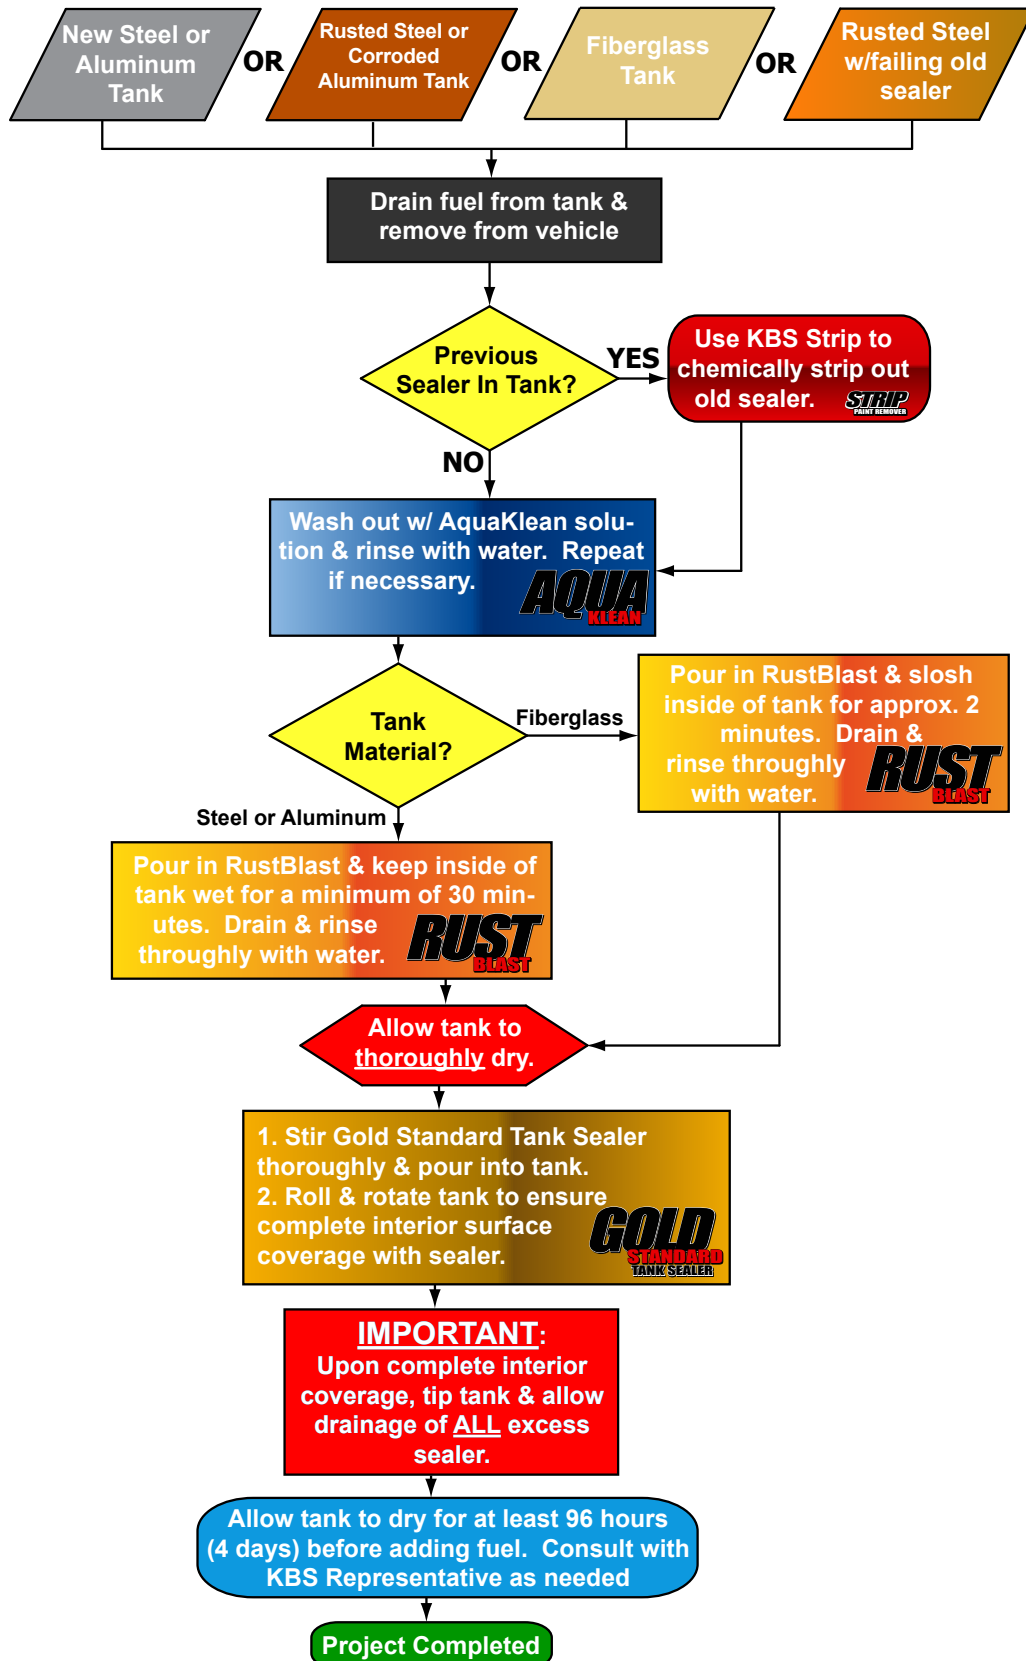 New Steel or
Aluminum
Tank
OR
Rusted Steel or
Corroded
Aluminum Tank
OR
Fiberglass
Tank
OR
Rusted Steel
w/failing old
sealer
Drain fuel from tank &
remove from vehicle
Previous
Sealer In Tank?
YES
Use KBS Strip to
chemically strip out
old sealer.
STRIP
PAINT REMOVER
NO
Wash out w/ AquaKlean solu-
tion & rinse with water.  Repeat
if necessary.
AQUA
KLEAN
Tank
Material?
Fiberglass
Pour in RustBlast & slosh
inside of tank for approx. 2
minutes.  Drain &
rinse throughly
with water.
RUST
BLAST
Steel or Aluminum
Pour in RustBlast & keep inside of
tank wet for a minimum of 30 min-
utes.  Drain & rinse
throughly with water.
RUST
BLAST
Allow tank to
thoroughly dry.
1. Stir Gold Standard Tank Sealer
thoroughly & pour into tank.
2. Roll & rotate tank to ensure
complete interior surface
coverage with sealer.
GOLD
STANDARD
TANK SEALER
IMPORTANT:
Upon complete interior
coverage, tip tank & allow
drainage of ALL excess
sealer.
Allow tank to dry for at least 96 hours
(4 days) before adding fuel.  Consult with
KBS Representative as needed
Project Completed